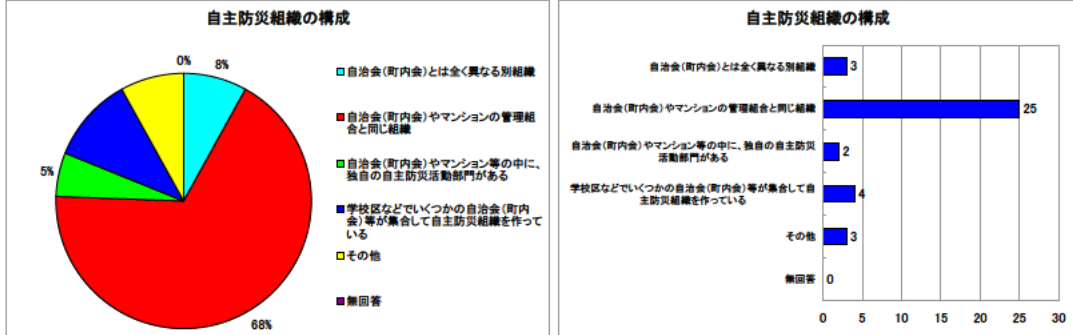 自主防災組織の構成
0%
8%
5%
68%
自治会(町内会)とは全く異なる別組織
自治会(町内会)やマンションの管理組
合と同じ組織
自治会(町内会)やマンション等の中に、
独自の自主防災活動部門がある
学校区などでいくつかの自治会(町内
会)等が集合して自主防災組織を作って
いる
その他
無回答
自主防災組織の構成
自治会(町内会)とは全く異なる別組織
3
自治会(町内会)やマンションの管理組合と同じ組織
25
自治会(町内会)やマンション等の中に、独自の自主防災
活動部門がある
2
学校区などでいくつかの自治会(町内会)等が集合して自
主防災組織を作っている
4
その他
3
無回答
0
0 5 10 15 20 25 30